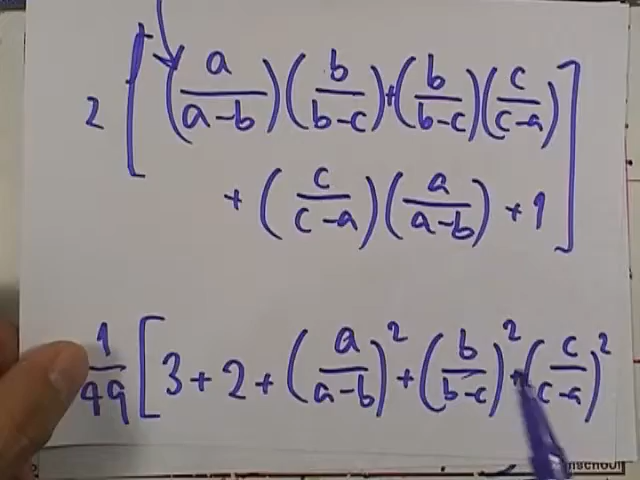 2 [ (a/(a-b)) (b/(b-c)) + (b/(b-c)) (c/(c-a))
+ (c/(c-a)) (a/(a-b)) + 1 ]
1/49 [ 3 + 2 + (a/(a-b))² + (b/(b-c))² + (c/(c-a))²